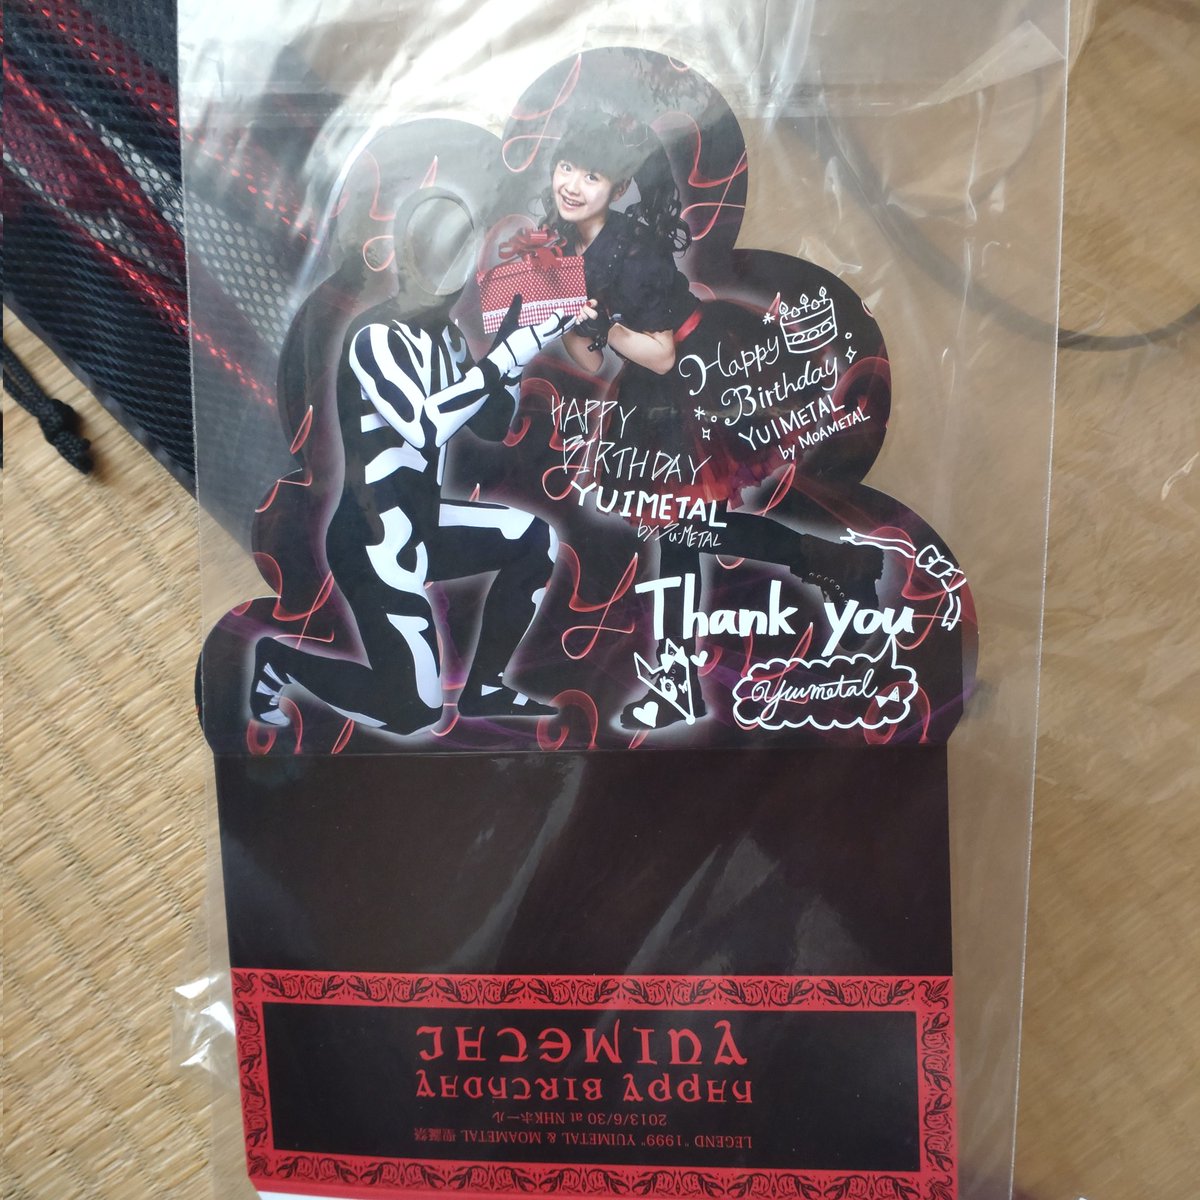 Happy
Birthday
YUIMETAL
by MOAMETAL
HAPPY
BIRTHDAY
YUIMETAL
by SU-METAL
Thank you
Yuimetal
LEGEND "1999" YUIMETAL & MOAMETAL 聖誕祭
2013/6/30 at NHKホール
HAPPY BIRTHDAY
YUIMETAL